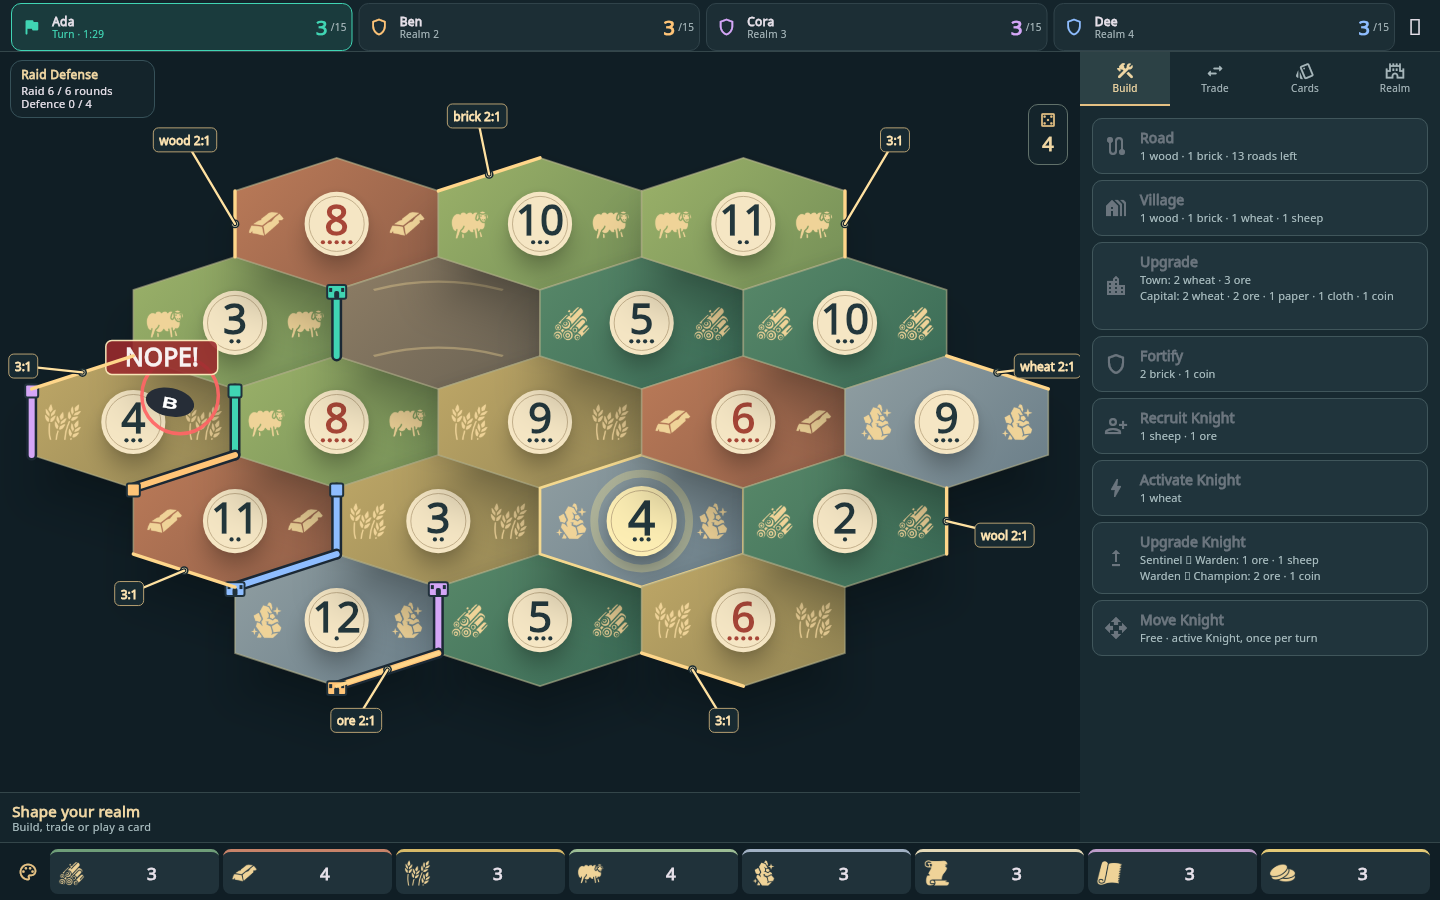 Ada
Turn · 1:29
3 /15
Ben
Realm 2
3 /15
Cora
Realm 3
3 /15
Dee
Realm 4
3 /15
Raid Defense
Raid 6 / 6 rounds
Defence 0 / 4
Build
Trade
Cards
Realm
brick 2:1
wood 2:1
3:1
4
8
10
11
3
5
10
NOPE!
3:1
wheat 2:1
B
4
8
9
6
9
11
3
4
2
wool 2:1
3:1
12
5
6
ore 2:1
3:1
Road
1 wood · 1 brick · 13 roads left
Village
1 wood · 1 brick · 1 wheat · 1 sheep
Upgrade
Town: 2 wheat · 3 ore
Capital: 2 wheat · 2 ore · 1 paper · 1 cloth · 1 coin
Fortify
2 brick · 1 coin
Recruit Knight
1 sheep · 1 ore
Activate Knight
1 wheat
Upgrade Knight
Sentinel ▯ Warden: 1 ore · 1 sheep
Warden ▯ Champion: 2 ore · 1 coin
Move Knight
Free · active Knight, once per turn
Shape your realm
Build, trade or play a card
3
4
3
4
3
3
3
3